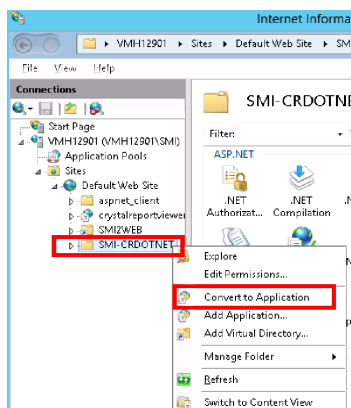 Internet Informa
VMH12901 ▸ Sites ▸ Default Web Site ▸ SM
File View Help
Connections
Start Page
VMH12901 (VMH12901\SMI)
Application Pools
Sites
Default Web Site
aspnet_client
crystalreportviewer
SMI2WEB
SMI-CRDOTNET
SMI-CRDOTNE
Filter:
ASP.NET
.NET Authorizat...
.NET Compilation
Explore
Edit Permissions...
Convert to Application
Add Application...
Add Virtual Directory...
Manage Folder
Refresh
Switch to Content View